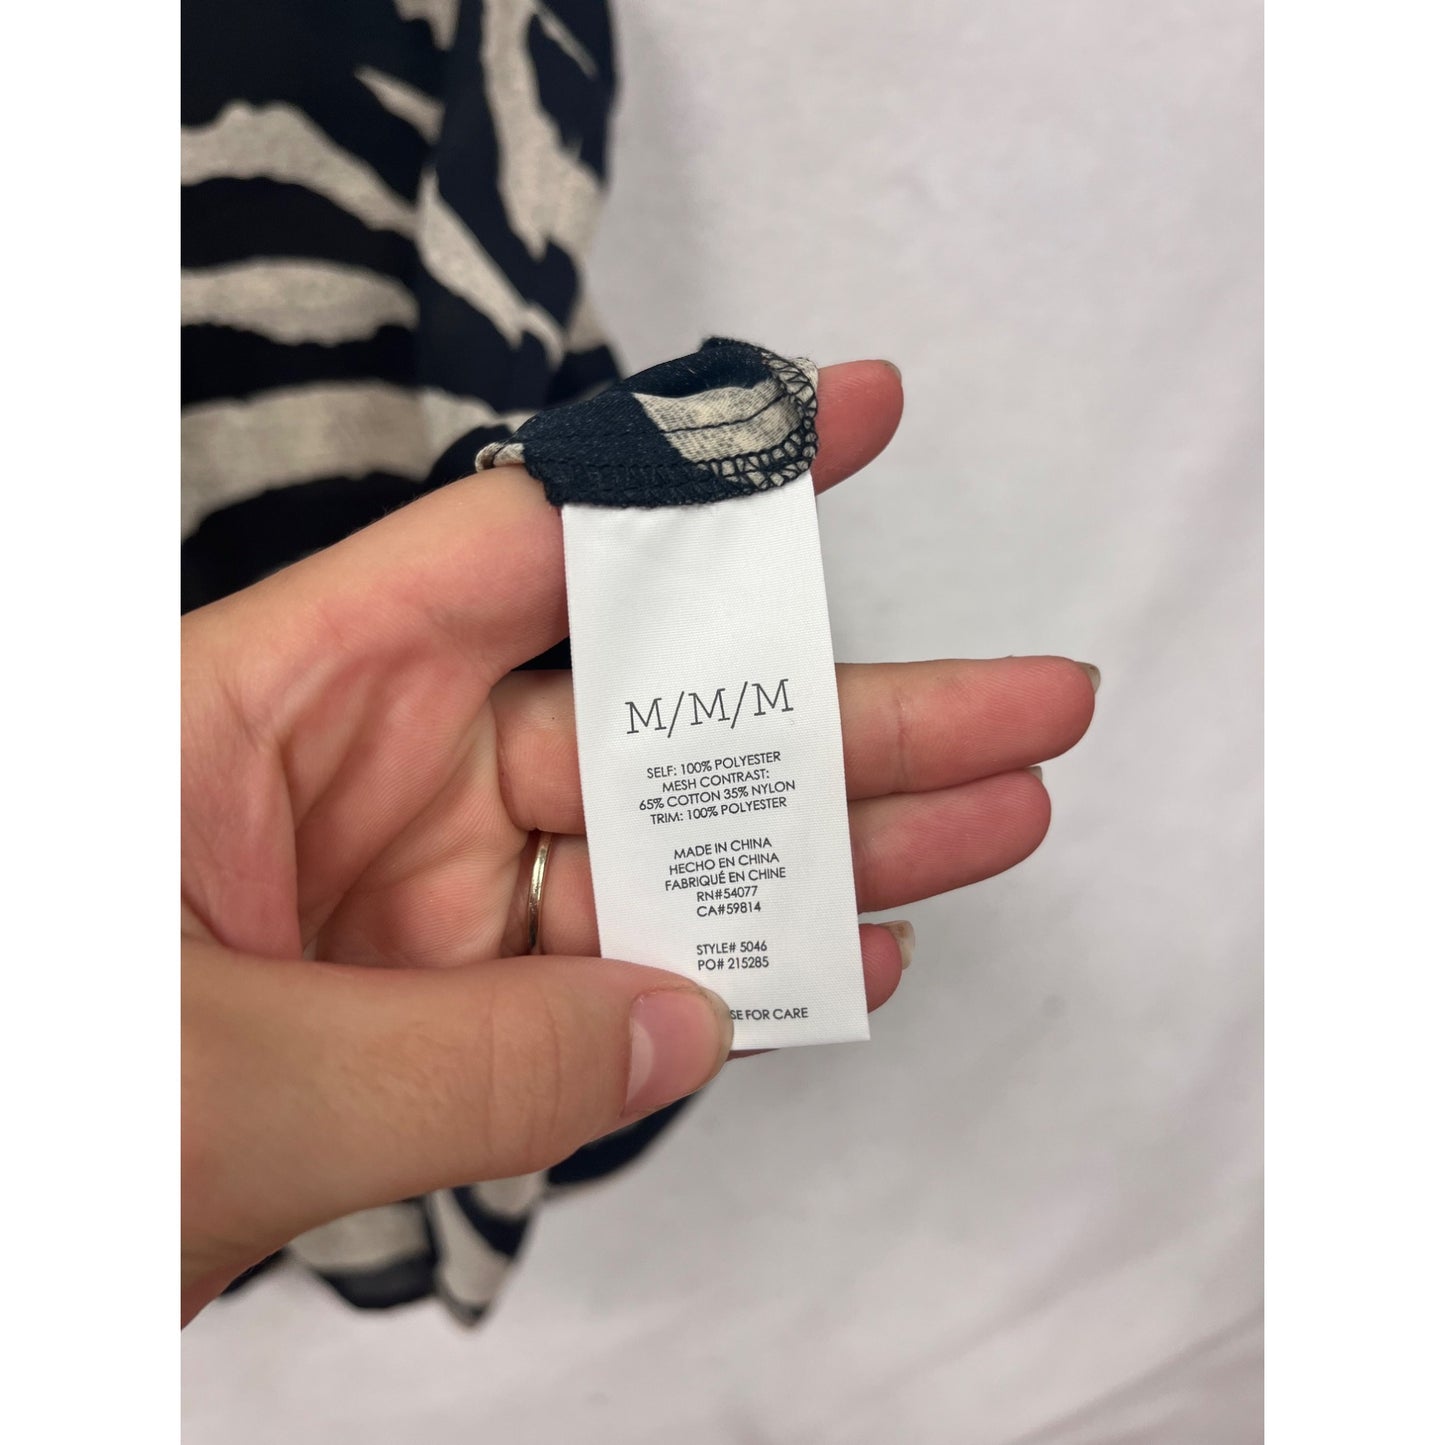 M/M/M
SELF: 100% POLYESTER
MESH CONTRAST:
65% COTTON 35% NYLON
TRIM: 100% POLYESTER
MADE IN CHINA
HECHO EN CHINA
FABRIQUÉ EN CHINE
RN#54077
CA#59814
STYLE# 5046
PO# 215285
FOR CARE